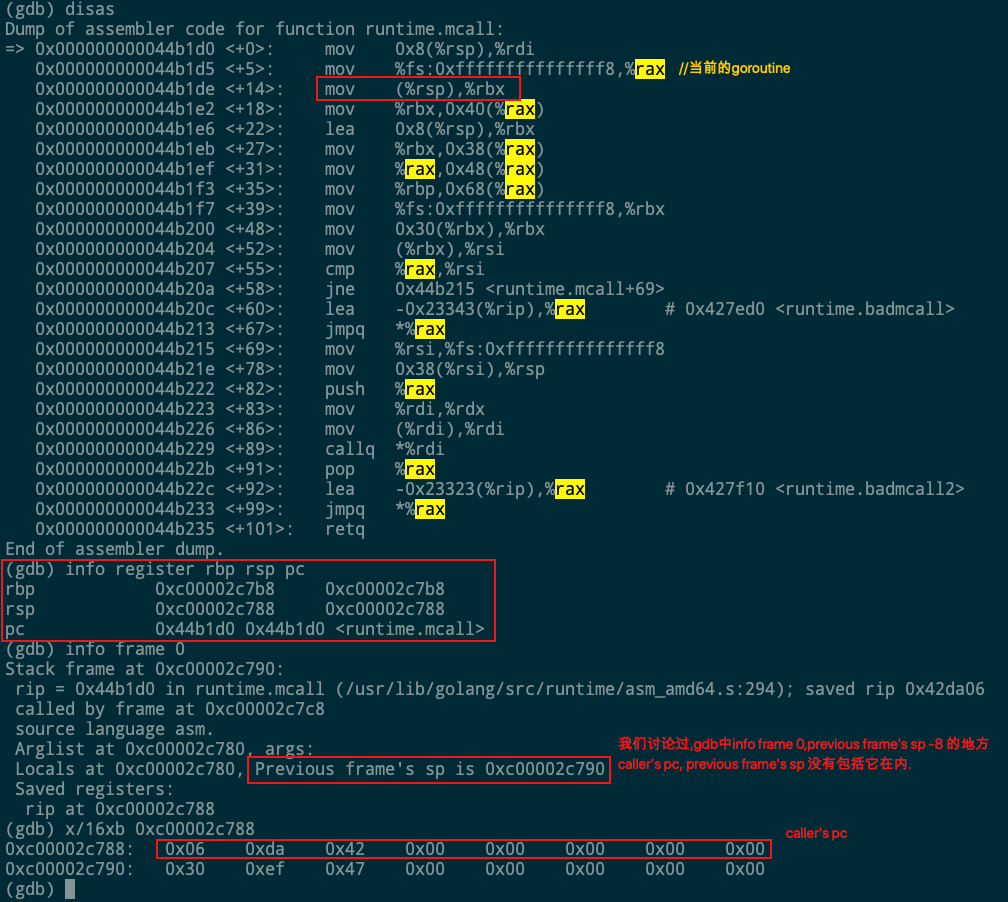 (gdb) disas
Dump of assembler code for function runtime.mcall:
=> 0x000000000044b1d0 <+0>: mov 0x8(%rsp),%rdi
0x000000000044b1d5 <+5>: mov %fs:0xfffffffffffffff8,%rax //当前的goroutine
0x000000000044b1de <+14>: mov (%rsp),%rbx
0x000000000044b1e2 <+18>: mov %rbx,0x40(%rax)
0x000000000044b1e6 <+22>: lea 0x8(%rsp),%rbx
0x000000000044b1eb <+27>: mov %rbx,0x38(%rax)
0x000000000044b1ef <+31>: mov %rax,0x48(%rax)
0x000000000044b1f3 <+35>: mov %rbp,0x68(%rax)
0x000000000044b1f7 <+39>: mov %fs:0xfffffffffffffff8,%rbx
0x000000000044b200 <+48>: mov 0x30(%rbx),%rbx
0x000000000044b204 <+52>: mov (%rbx),%rsi
0x000000000044b207 <+55>: cmp %rax,%rsi
0x000000000044b20a <+58>: jne 0x44b215 <runtime.mcall+69>
0x000000000044b20c <+60>: lea -0x23343(%rip),%rax # 0x427ed0 <runtime.badmcall>
0x000000000044b213 <+67>: jmpq *%rax
0x000000000044b215 <+69>: mov %rsi,%fs:0xfffffffffffffff8
0x000000000044b21e <+78>: mov 0x38(%rsi),%rsp
0x000000000044b222 <+82>: push %rax
0x000000000044b223 <+83>: mov %rdi,%rdx
0x000000000044b226 <+86>: mov (%rdi),%rdi
0x000000000044b229 <+89>: callq *%rdi
0x000000000044b22b <+91>: pop %rax
0x000000000044b22c <+92>: lea -0x23323(%rip),%rax # 0x427f10 <runtime.badmcall2>
0x000000000044b233 <+99>: jmpq *%rax
0x000000000044b235 <+101>: retq
End of assembler dump.
(gdb) info register rbp rsp pc
rbp 0xc00002c7b8 0xc00002c7b8
rsp 0xc00002c788 0xc00002c788
pc 0x44b1d0 0x44b1d0 <runtime.mcall>
(gdb) info frame 0
Stack frame at 0xc00002c790:
rip = 0x44b1d0 in runtime.mcall (/usr/lib/golang/src/runtime/asm_amd64.s:294); saved rip 0x42da06
called by frame at 0xc00002c7c8
source language asm.
Arglist at 0xc00002c780, args:
我们讨论过,gdb中info frame 0,previous frame's sp -8 的地方
Locals at 0xc00002c780, Previous frame's sp is 0xc00002c790
caller's pc, previous frame's sp 没有包括它在内.
Saved registers:
rip at 0xc00002c788
(gdb) x/16xb 0xc00002c788
caller's pc
0xc00002c788: 0x06 0xda 0x42 0x00 0x00 0x00 0x00 0x00
0xc00002c790: 0x30 0xef 0x47 0x00 0x00 0x00 0x00 0x00
(gdb)